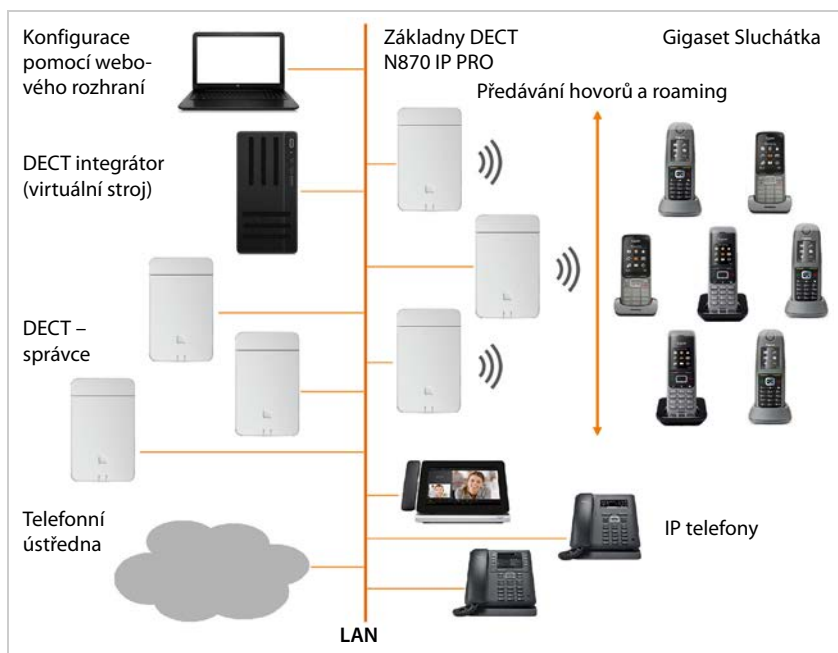 Konfigurace
pomocí webo-
vého rozhraní
Základny DECT
N870 IP PRO
Gigaset Sluchátka
Předávání hovorů a roaming
DECT integrátor
(virtuální stroj)
DECT –
správce
Telefonní
ústředna
IP telefony
LAN